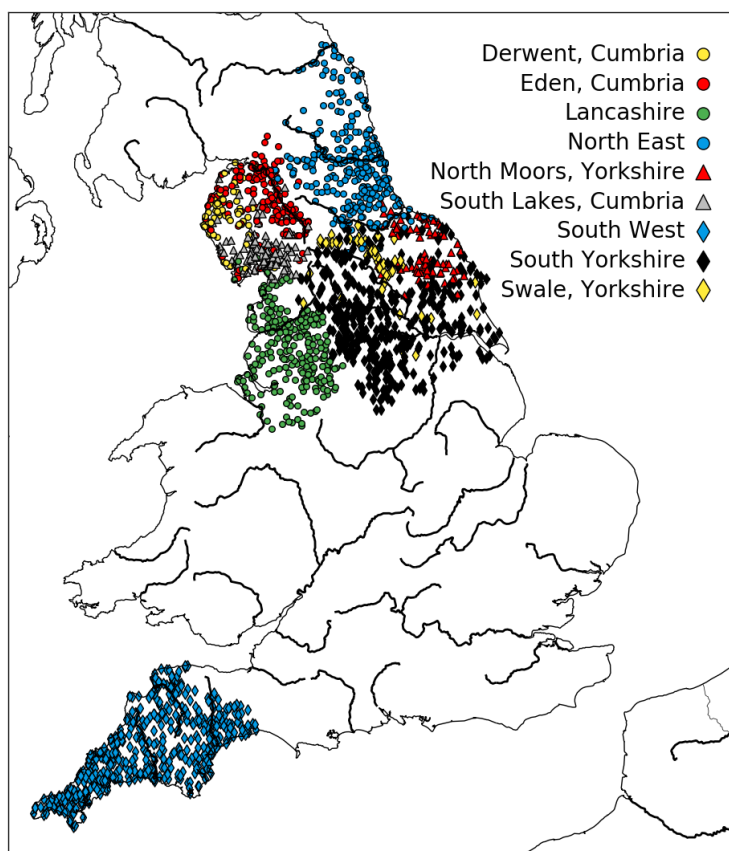 Derwent, Cumbria
Eden, Cumbria
Lancashire
North East
North Moors, Yorkshire
South Lakes, Cumbria
South West
South Yorkshire
Swale, Yorkshire